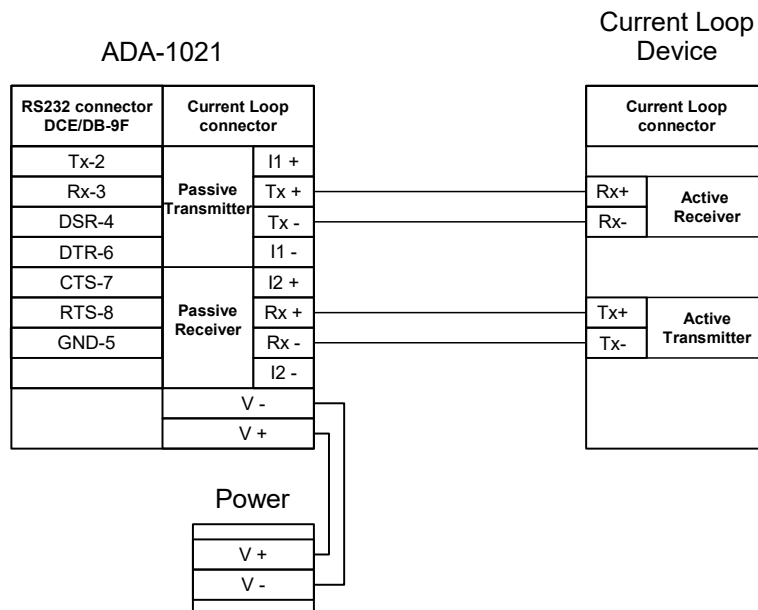 ADA-1021
Current Loop
Device
RS232 connector
DCE/DB-9F
Current Loop
connector
Tx-2
Rx-3
DSR-4
DTR-6
CTS-7
RTS-8
GND-5
Passive
Transmitter
I1 +
Tx +
Tx -
I1 -
Passive
Receiver
I2 +
Rx +
Rx -
I2 -
V -
V +
Current Loop
connector
Rx+
Rx-
Active
Receiver
Tx+
Tx-
Active
Transmitter
Power
V +
V -